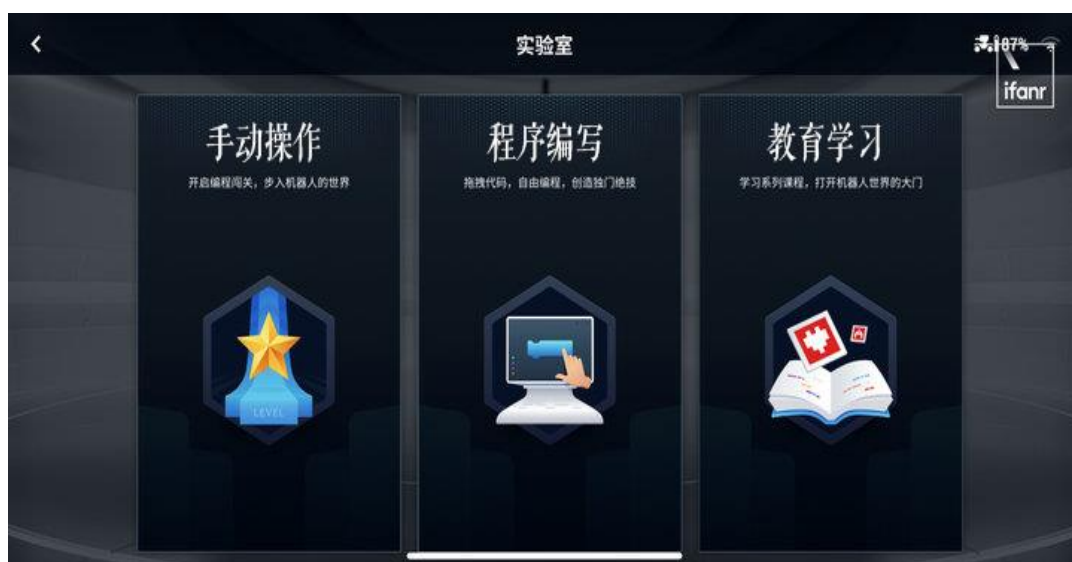 实验室
87%
ifanr
手动操作
开启编程闯关，步入机器人的世界
LEVEL
程序编写
拖拽代码，自由编程，创造独门绝技
教育学习
学习系列课程，打开机器人世界的大门